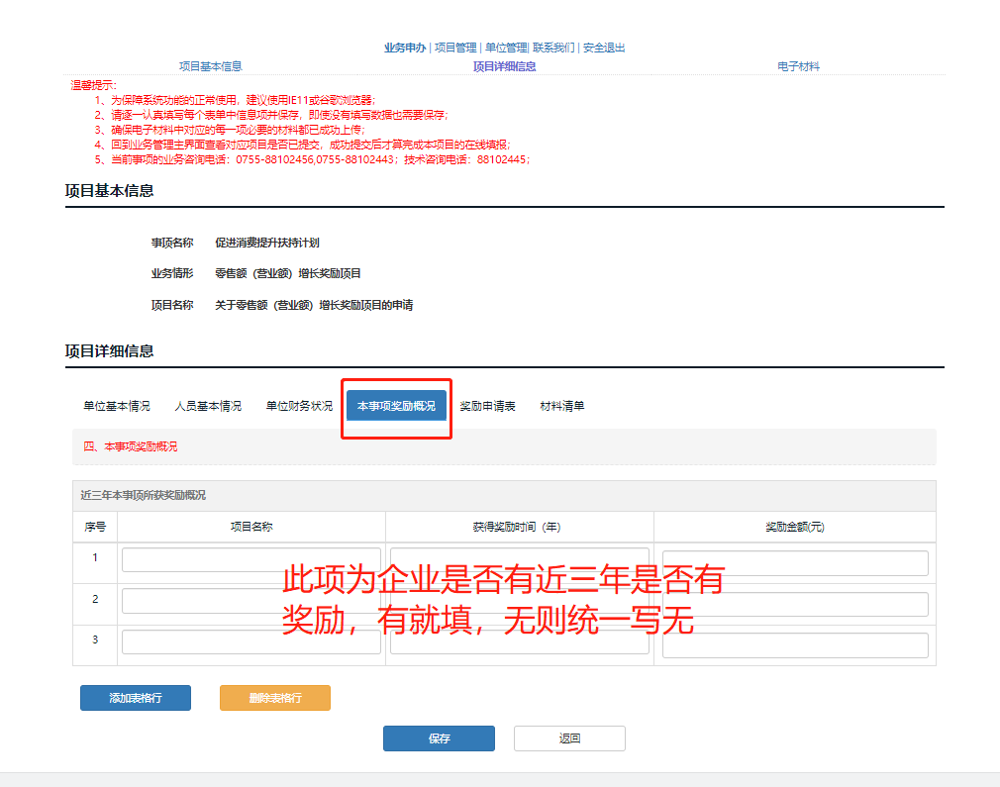 业务申办 | 项目管理 | 单位管理| 联系我们 | 安全退出
项目基本信息 项目详细信息 电子材料
温馨提示:
1、为保障系统功能的正常使用，建议使用IE11或谷歌浏览器；
2、请逐一认真填写每个表单中信息项并保存，即使没有填写数据也需要保存；
3、确保电子材料中对应的每一项必要的材料都已成功上传；
4、回到业务管理主界面查看对应项目是否已提交，成功提交后才算完成本项目的在线填报；
5、当前事项的业务咨询电话：0755-88102456,0755-88102443；技术咨询电话：88102445；
项目基本信息
事项名称 促进消费提升扶持计划
业务情形 零售额（营业额）增长奖励项目
项目名称 关于零售额（营业额）增长奖励项目的申请
项目详细信息
单位基本情况 人员基本情况 单位财务状况 本事项奖励概况 奖励申请表 材料清单
四、本事项奖励概况
近三年本事项所获奖励概况
序号 项目名称 获得奖励时间（年） 奖励金额(元)
1
2
3
此项为企业是否有近三年是否有
奖励，有就填，无则统一写无
添加表格行 删除表格行
保存 返回